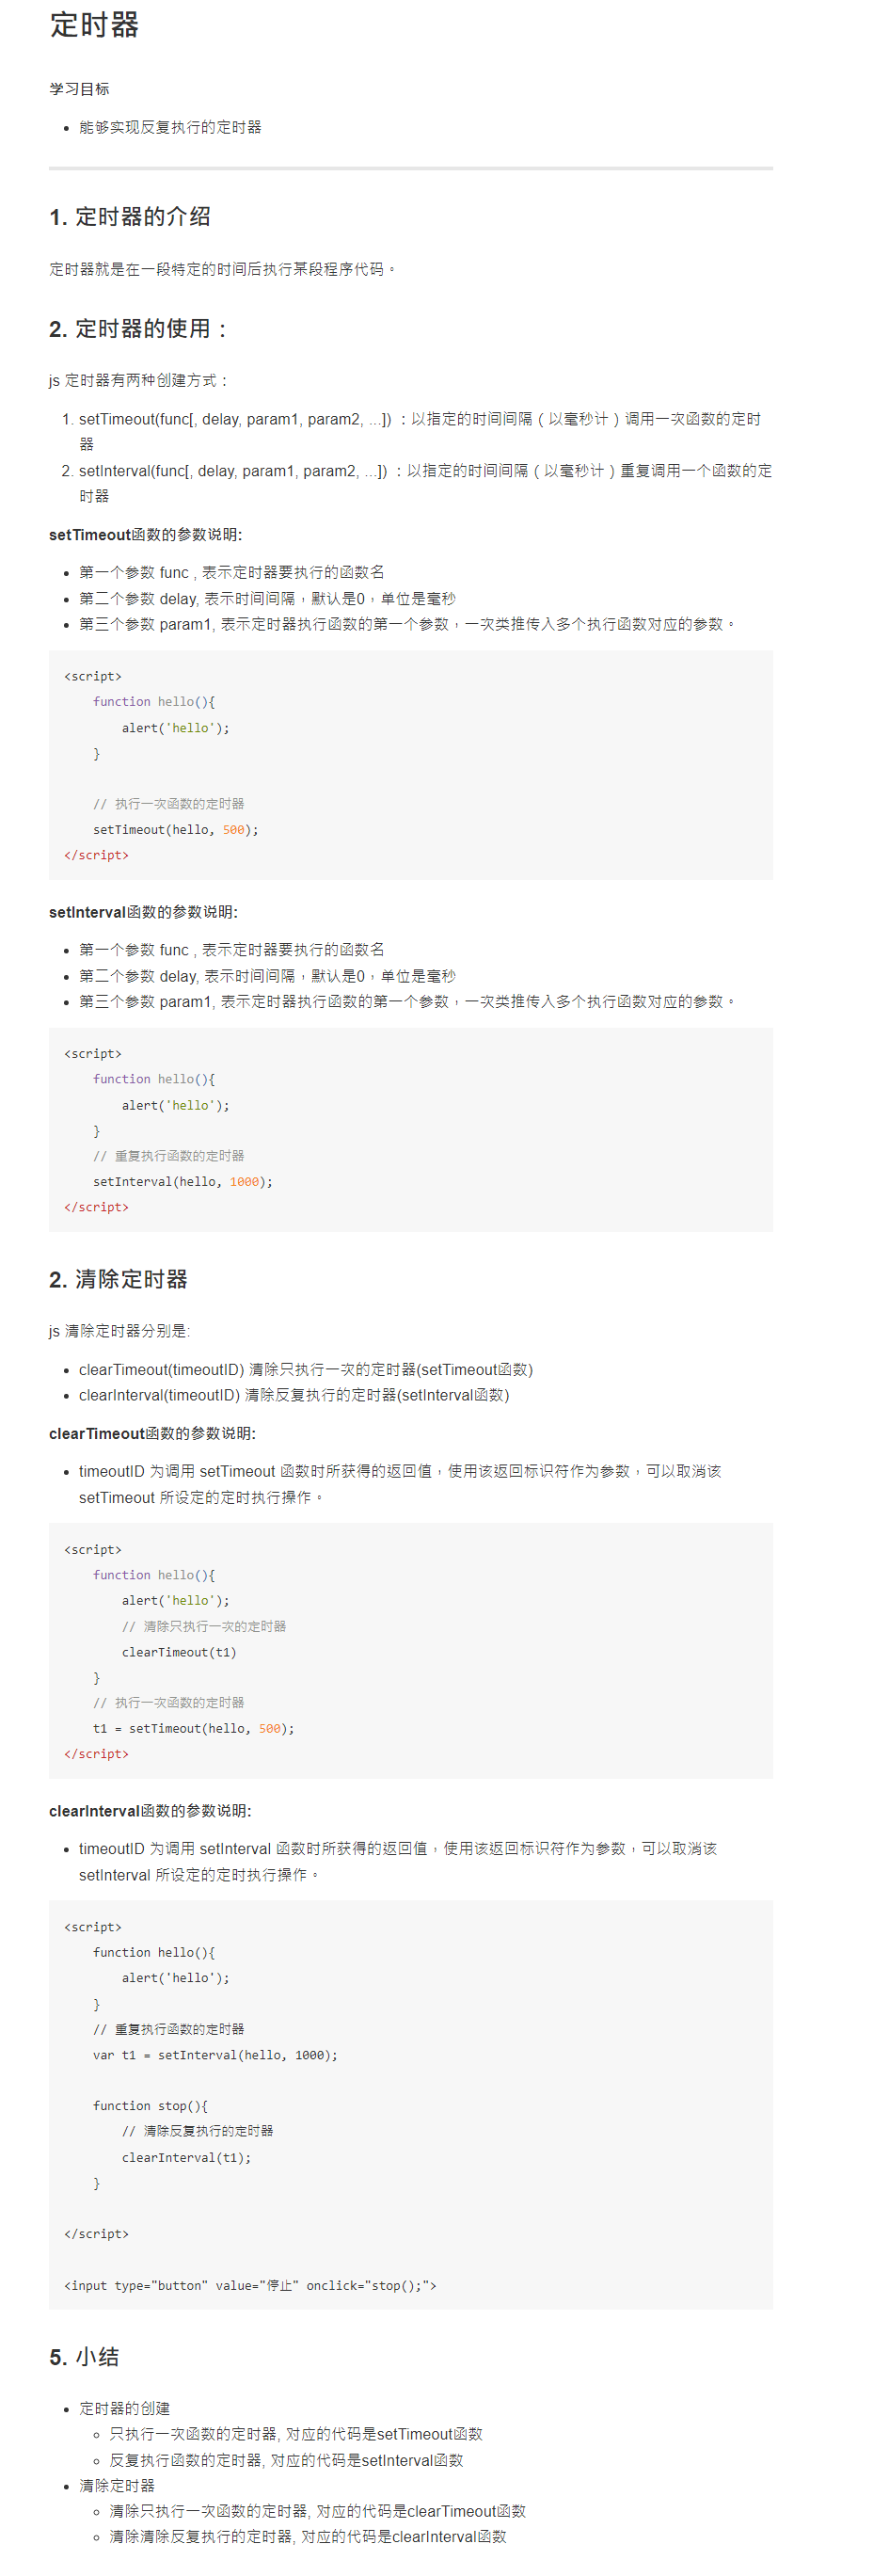 定时器
学习目标
• 能够实现反复执行的定时器
1. 定时器的介绍
定时器就是在一段特定的时间后执行某段程序代码。
2. 定时器的使用：
js 定时器有两种创建方式：
1. setTimeout(func[, delay, param1, param2, ...]) ：以指定的时间间隔（以毫秒计）调用一次函数的定时
器
2. setInterval(func[, delay, param1, param2, ...]) ：以指定的时间间隔（以毫秒计）重复调用一个函数的定
时器
setTimeout函数的参数说明:
• 第一个参数 func , 表示定时器要执行的函数名
• 第二个参数 delay, 表示时间间隔，默认是0，单位是毫秒
• 第三个参数 param1, 表示定时器执行函数的第一个参数，一次类推传入多个执行函数对应的参数。
<script>
    function hello(){
        alert('hello');
    }
    // 执行一次函数的定时器
    setTimeout(hello, 500);
</script>
setInterval函数的参数说明:
• 第一个参数 func , 表示定时器要执行的函数名
• 第二个参数 delay, 表示时间间隔，默认是0，单位是毫秒
• 第三个参数 param1, 表示定时器执行函数的第一个参数，一次类推传入多个执行函数对应的参数。
<script>
    function hello(){
        alert('hello');
    }
    // 重复执行函数的定时器
    setInterval(hello, 1000);
</script>
2. 清除定时器
js 清除定时器分别是:
• clearTimeout(timeoutID) 清除只执行一次的定时器(setTimeout函数)
• clearInterval(timeoutID) 清除反复执行的定时器(setInterval函数)
clearTimeout函数的参数说明:
• timeoutID 为调用 setTimeout 函数时所获得的返回值，使用该返回标识符作为参数，可以取消该
setTimeout 所设定的定时执行操作。
<script>
    function hello(){
        alert('hello');
        // 清除只执行一次的定时器
        clearTimeout(t1)
    }
    // 执行一次函数的定时器
    t1 = setTimeout(hello, 500);
</script>
clearInterval函数的参数说明:
• timeoutID 为调用 setInterval 函数时所获得的返回值，使用该返回标识符作为参数，可以取消该
setInterval 所设定的定时执行操作。
<script>
    function hello(){
        alert('hello');
    }
    // 重复执行函数的定时器
    var t1 = setInterval(hello, 1000);
    function stop(){
        // 清除反复执行的定时器
        clearInterval(t1);
    }
</script>
<input type="button" value="停止" onclick="stop();">
5. 小结
• 定时器的创建
◦ 只执行一次函数的定时器, 对应的代码是setTimeout函数
◦ 反复执行函数的定时器, 对应的代码是setInterval函数
• 清除定时器
◦ 清除只执行一次函数的定时器, 对应的代码是clearTimeout函数
◦ 清除清除反复执行的定时器, 对应的代码是clearInterval函数